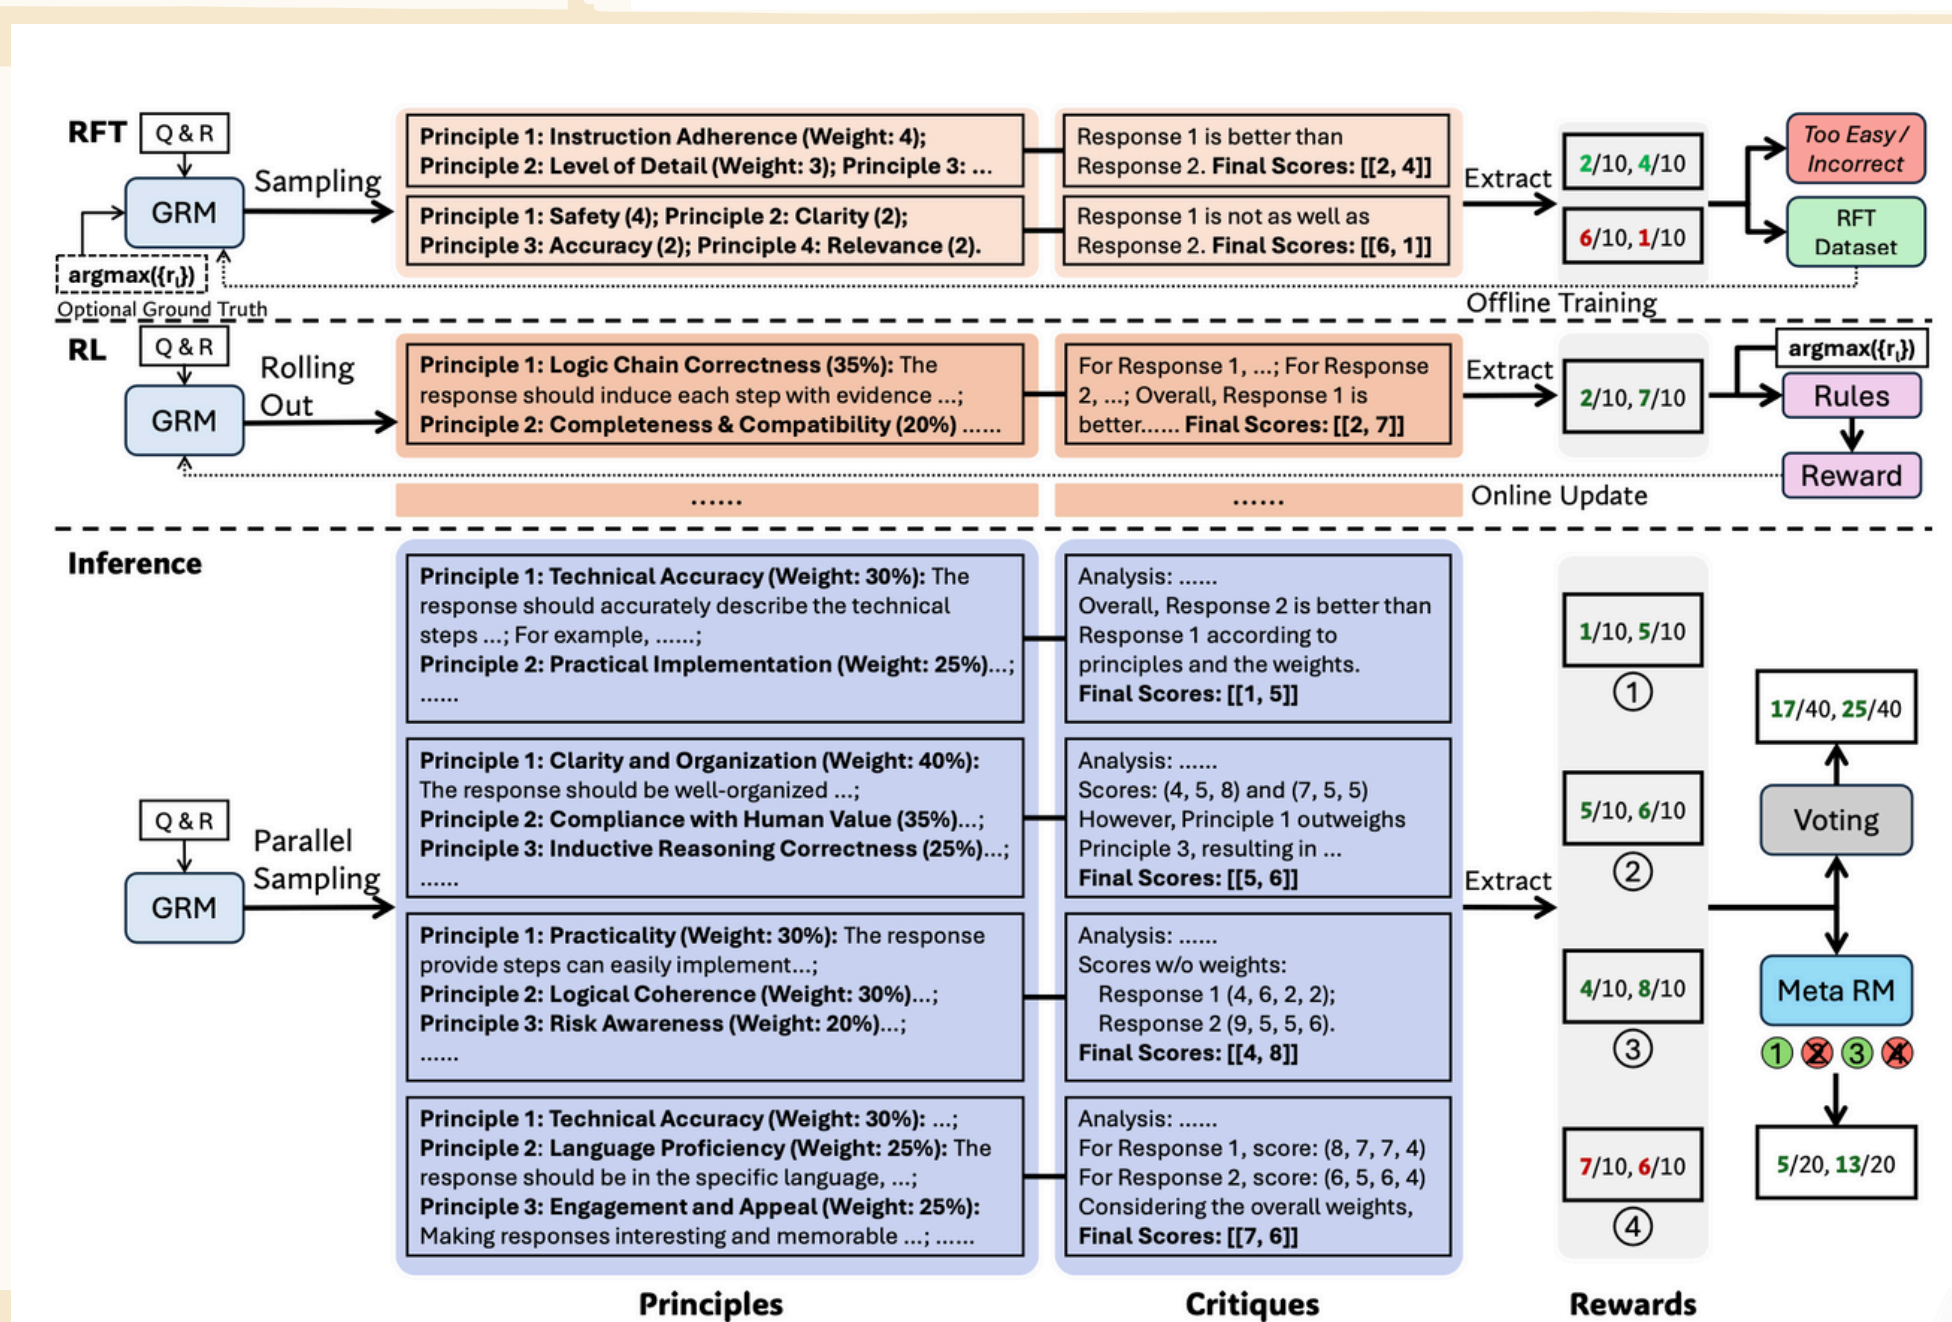 RFT
Q & R
GRM
argmax({rᵢ})
Optional Ground Truth
Sampling
Principle 1: Instruction Adherence (Weight: 4);
Principle 2: Level of Detail (Weight: 3); Principle 3: ...
Principle 1: Safety (4); Principle 2: Clarity (2);
Principle 3: Accuracy (2); Principle 4: Relevance (2).
Response 1 is better than
Response 2. Final Scores: [[2, 4]]
Response 1 is not as well as
Response 2. Final Scores: [[6, 1]]
Extract
2/10, 4/10
6/10, 1/10
Too Easy /
Incorrect
RFT
Dataset
Offline Training
RL
Q & R
GRM
Rolling
Out
Principle 1: Logic Chain Correctness (35%): The
response should induce each step with evidence ...;
Principle 2: Completeness & Compatibility (20%) ......
For Response 1, ...; For Response
2, ...; Overall, Response 1 is
better...... Final Scores: [[2, 7]]
Extract
2/10, 7/10
argmax({rᵢ})
Rules
Reward
......
......
Online Update
Inference
Q & R
GRM
Parallel
Sampling
Principle 1: Technical Accuracy (Weight: 30%): The
response should accurately describe the technical
steps ...; For example, ......;
Principle 2: Practical Implementation (Weight: 25%)...;
......
Analysis: ......
Overall, Response 2 is better than
Response 1 according to
principles and the weights.
Final Scores: [[1, 5]]
Principle 1: Clarity and Organization (Weight: 40%):
The response should be well-organized ...;
Principle 2: Compliance with Human Value (35%)...;
Principle 3: Inductive Reasoning Correctness (25%)...;
......
Analysis: ......
Scores: (4, 5, 8) and (7, 5, 5)
However, Principle 1 outweighs
Principle 3, resulting in ...
Final Scores: [[5, 6]]
Principle 1: Practicality (Weight: 30%): The response
provide steps can easily implement...;
Principle 2: Logical Coherence (Weight: 30%)...;
Principle 3: Risk Awareness (Weight: 20%)...;
......
Analysis: ......
Scores w/o weights:
Response 1 (4, 6, 2, 2);
Response 2 (9, 5, 5, 6).
Final Scores: [[4, 8]]
Principle 1: Technical Accuracy (Weight: 30%): ...;
Principle 2: Language Proficiency (Weight: 25%): The
response should be in the specific language, ...;
Principle 3: Engagement and Appeal (Weight: 25%):
Making responses interesting and memorable ...; ......
Analysis: ......
For Response 1, score: (8, 7, 7, 4)
For Response 2, score: (6, 5, 6, 4)
Considering the overall weights,
Final Scores: [[7, 6]]
Extract
1/10, 5/10
①
5/10, 6/10
②
4/10, 8/10
③
7/10, 6/10
④
17/40, 25/40
Voting
Meta RM
1 2 3 4
5/20, 13/20
Principles
Critiques
Rewards